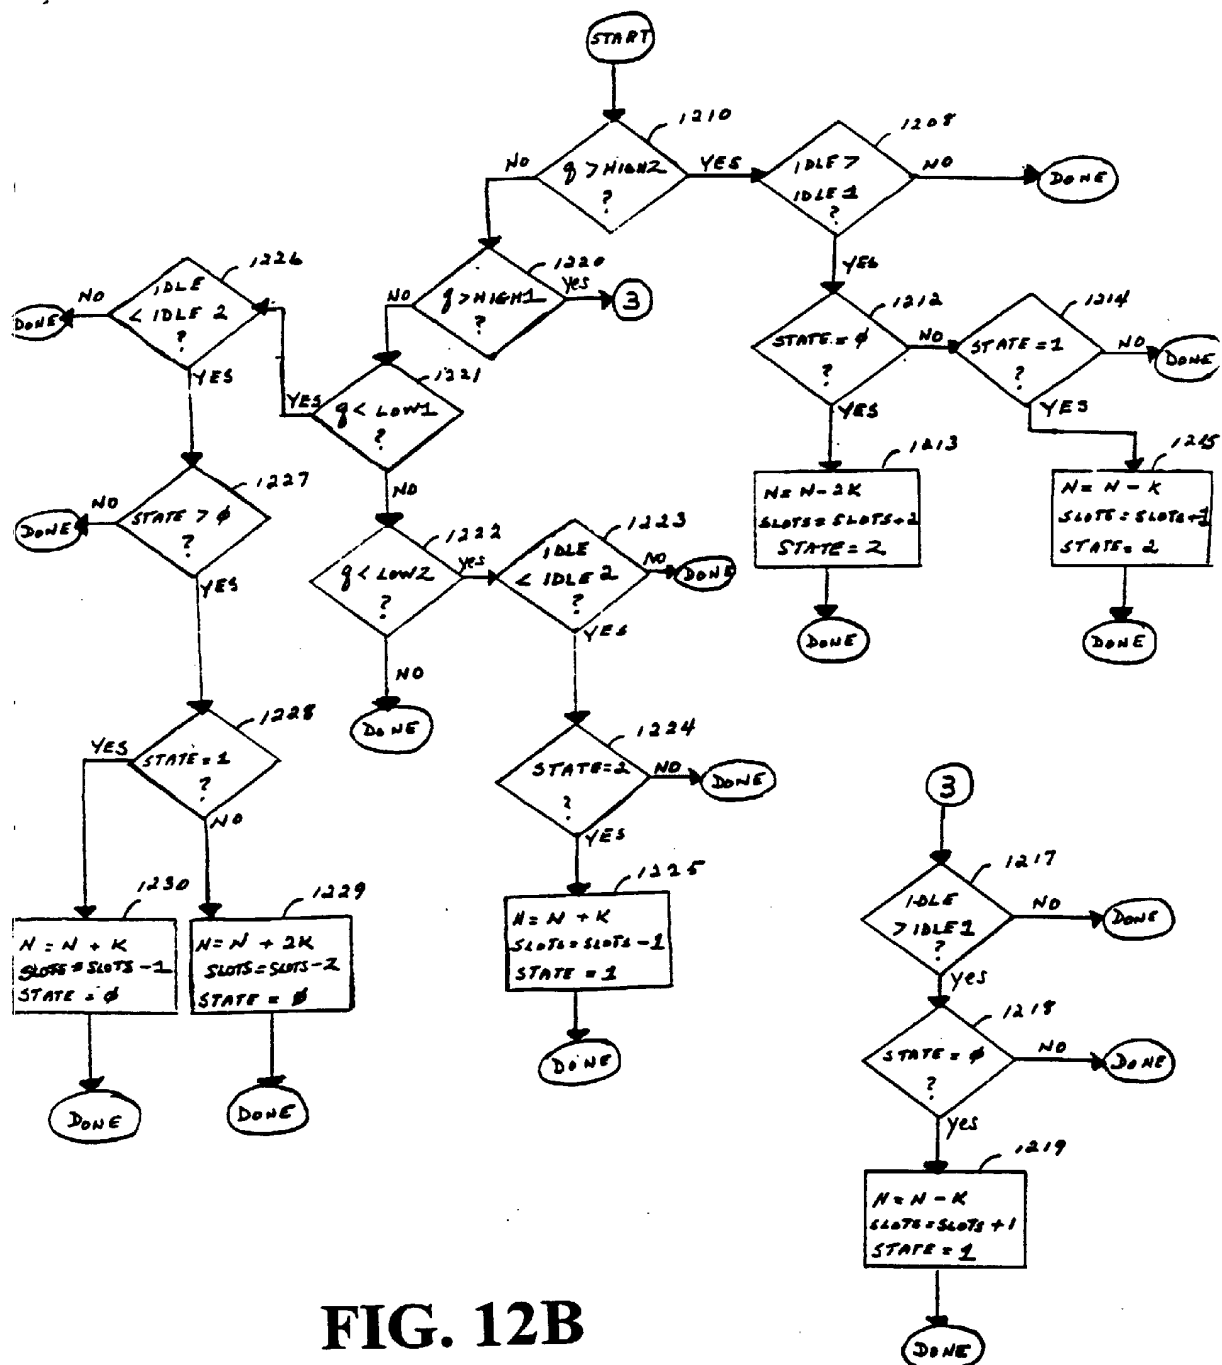 START
1210
q > HIGH2
?
NO
YES
1208
IDLE >
IDLE 1
?
NO
DONE
YES
1220
q > HIGH1
?
NO
yes
3
1226
IDLE
< IDLE 2
?
NO
DONE
YES
1212
STATE = φ
?
NO
YES
1214
STATE = 1
?
NO
DONE
YES
1221
q < LOW1
?
YES
NO
1213
N = N - 2K
SLOTS = SLOTS + 2
STATE = 2
DONE
1215
N = N - K
SLOTS = SLOTS + 1
STATE = 2
DONE
1227
STATE > φ
?
NO
DONE
YES
1222
q < LOW2
?
yes
NO
DONE
1223
IDLE
< IDLE 2
?
NO
DONE
YES
1228
STATE = 1
?
YES
NO
1224
STATE = 2
?
NO
DONE
YES
1230
N = N + K
SLOTS = SLOTS - 1
STATE = φ
DONE
1229
N = N + 2K
SLOTS = SLOTS - 2
STATE = φ
DONE
1225
N = N + K
SLOTS = SLOTS - 1
STATE = 1
DONE
3
1217
IDLE
> IDLE 1
?
NO
DONE
yes
1218
STATE = φ
?
NO
DONE
yes
1219
N = N - K
SLOTS = SLOTS + 1
STATE = 1
DONE
FIG. 12B